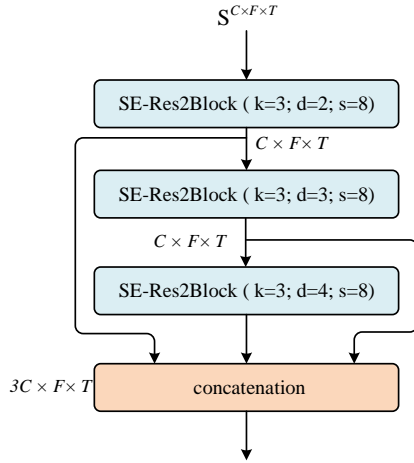 S^{C×F×T}
SE-Res2Block ( k=3; d=2; s=8)
C × F× T
SE-Res2Block ( k=3; d=3; s=8)
C × F× T
SE-Res2Block ( k=3; d=4; s=8)
3C × F× T
concatenation